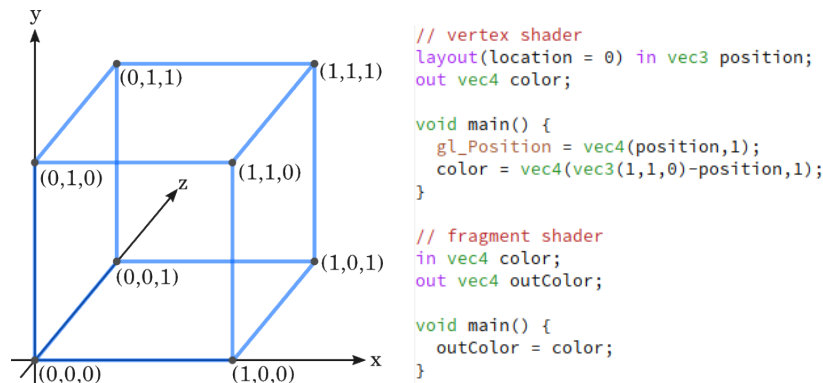 y
(0,1,1)
(1,1,1)
(0,1,0)
(1,1,0)
z
(0,0,1)
(1,0,1)
x
(0,0,0)
(1,0,0)
// vertex shader
layout(location = 0) in vec3 position;
out vec4 color;
void main() {
  gl_Position = vec4(position,1);
  color = vec4(vec3(1,1,0)-position,1);
}
// fragment shader
in vec4 color;
out vec4 outColor;
void main() {
  outColor = color;
}